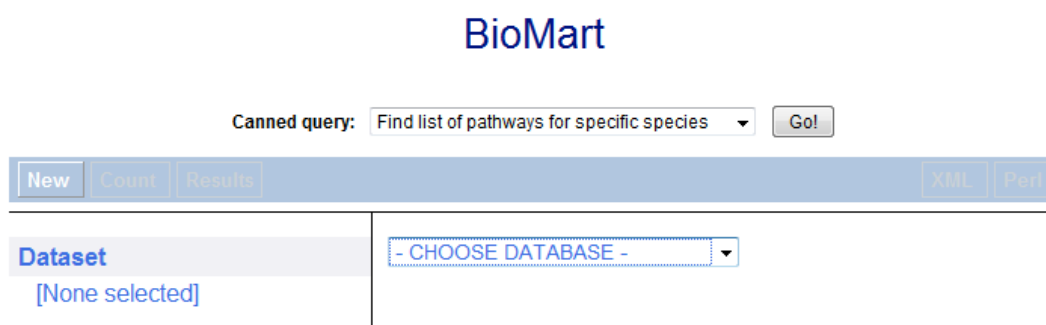 BioMart
Canned query: Find list of pathways for specific species Go!
New Count Results XML Perl
Dataset - CHOOSE DATABASE -
[None selected]